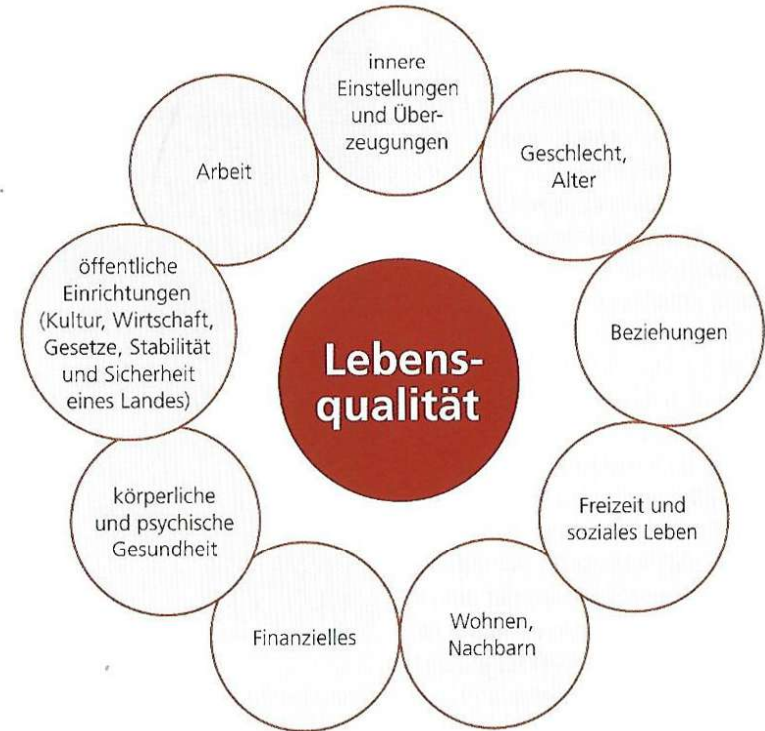 innere
Einstellungen
und Über-
zeugungen
Geschlecht,
Alter
Beziehungen
Freizeit und
soziales Leben
Wohnen,
Nachbarn
Finanzielles
körperliche
und psychische
Gesundheit
öffentliche
Einrichtungen
(Kultur, Wirtschaft,
Gesetze, Stabilität
und Sicherheit
eines Landes)
Arbeit
Lebens-
qualität